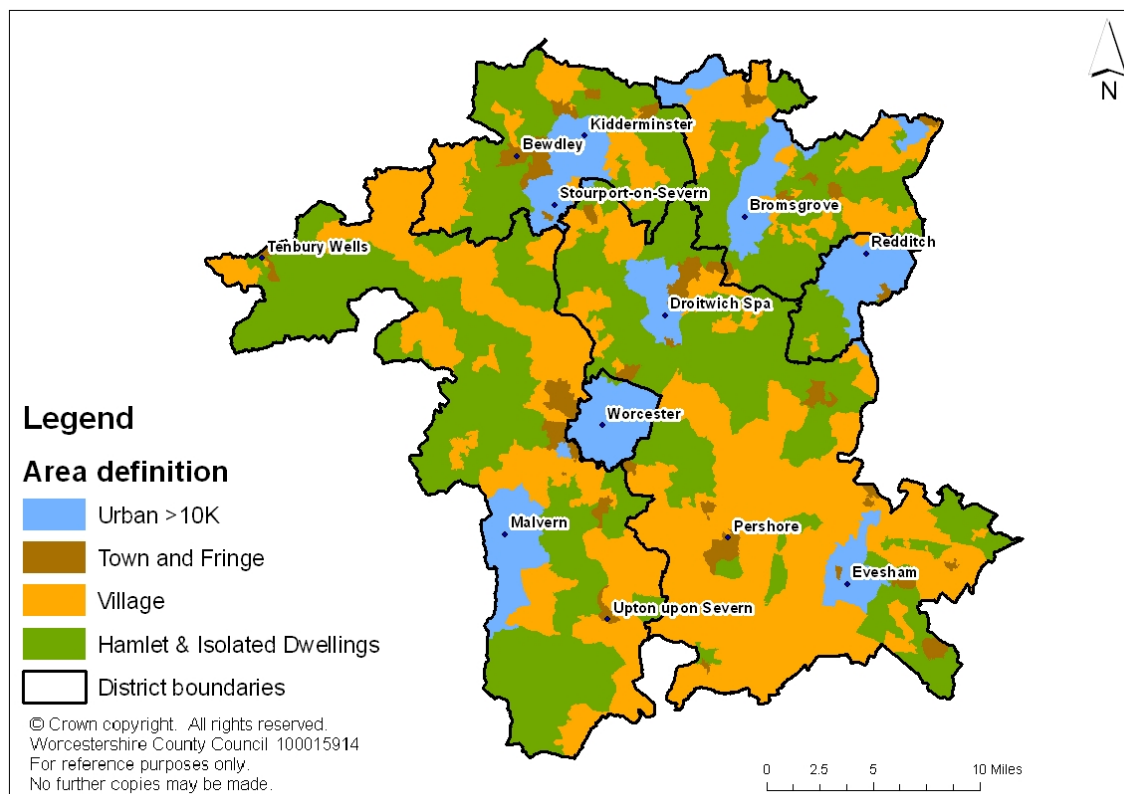 N
Kidderminster
Bewdley
Stourport-on-Severn
Bromsgrove
Redditch
Tenbury Wells
Droitwich Spa
Worcester
Malvern
Pershore
Evesham
Upton upon Severn
Legend
Area definition
Urban >10K
Town and Fringe
Village
Hamlet & Isolated Dwellings
District boundaries
© Crown copyright. All rights reserved.
Worcestershire County Council 100015914
For reference purposes only.
No further copies may be made.
0 2.5 5 10 Miles